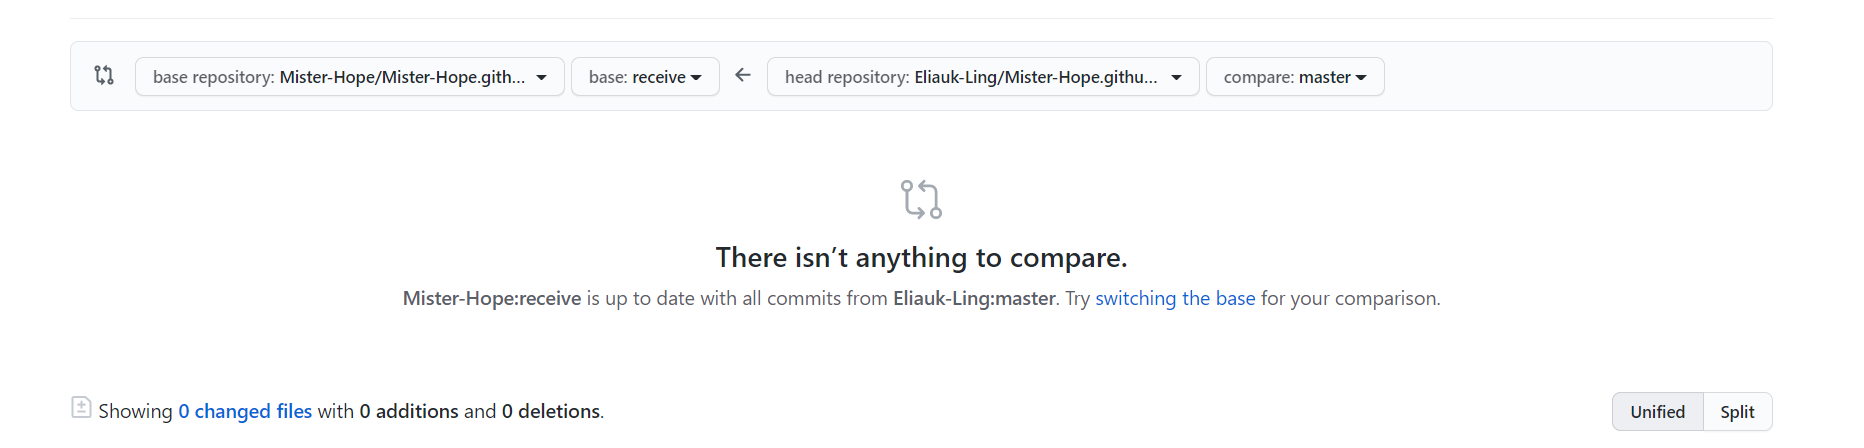 base repository: Mister-Hope/Mister-Hope.gith... base: receive head repository: Eliauk-Ling/Mister-Hope.githu... compare: master
There isn’t anything to compare.
Mister-Hope:receive is up to date with all commits from Eliauk-Ling:master. Try switching the base for your comparison.
Showing 0 changed files with 0 additions and 0 deletions. Unified Split